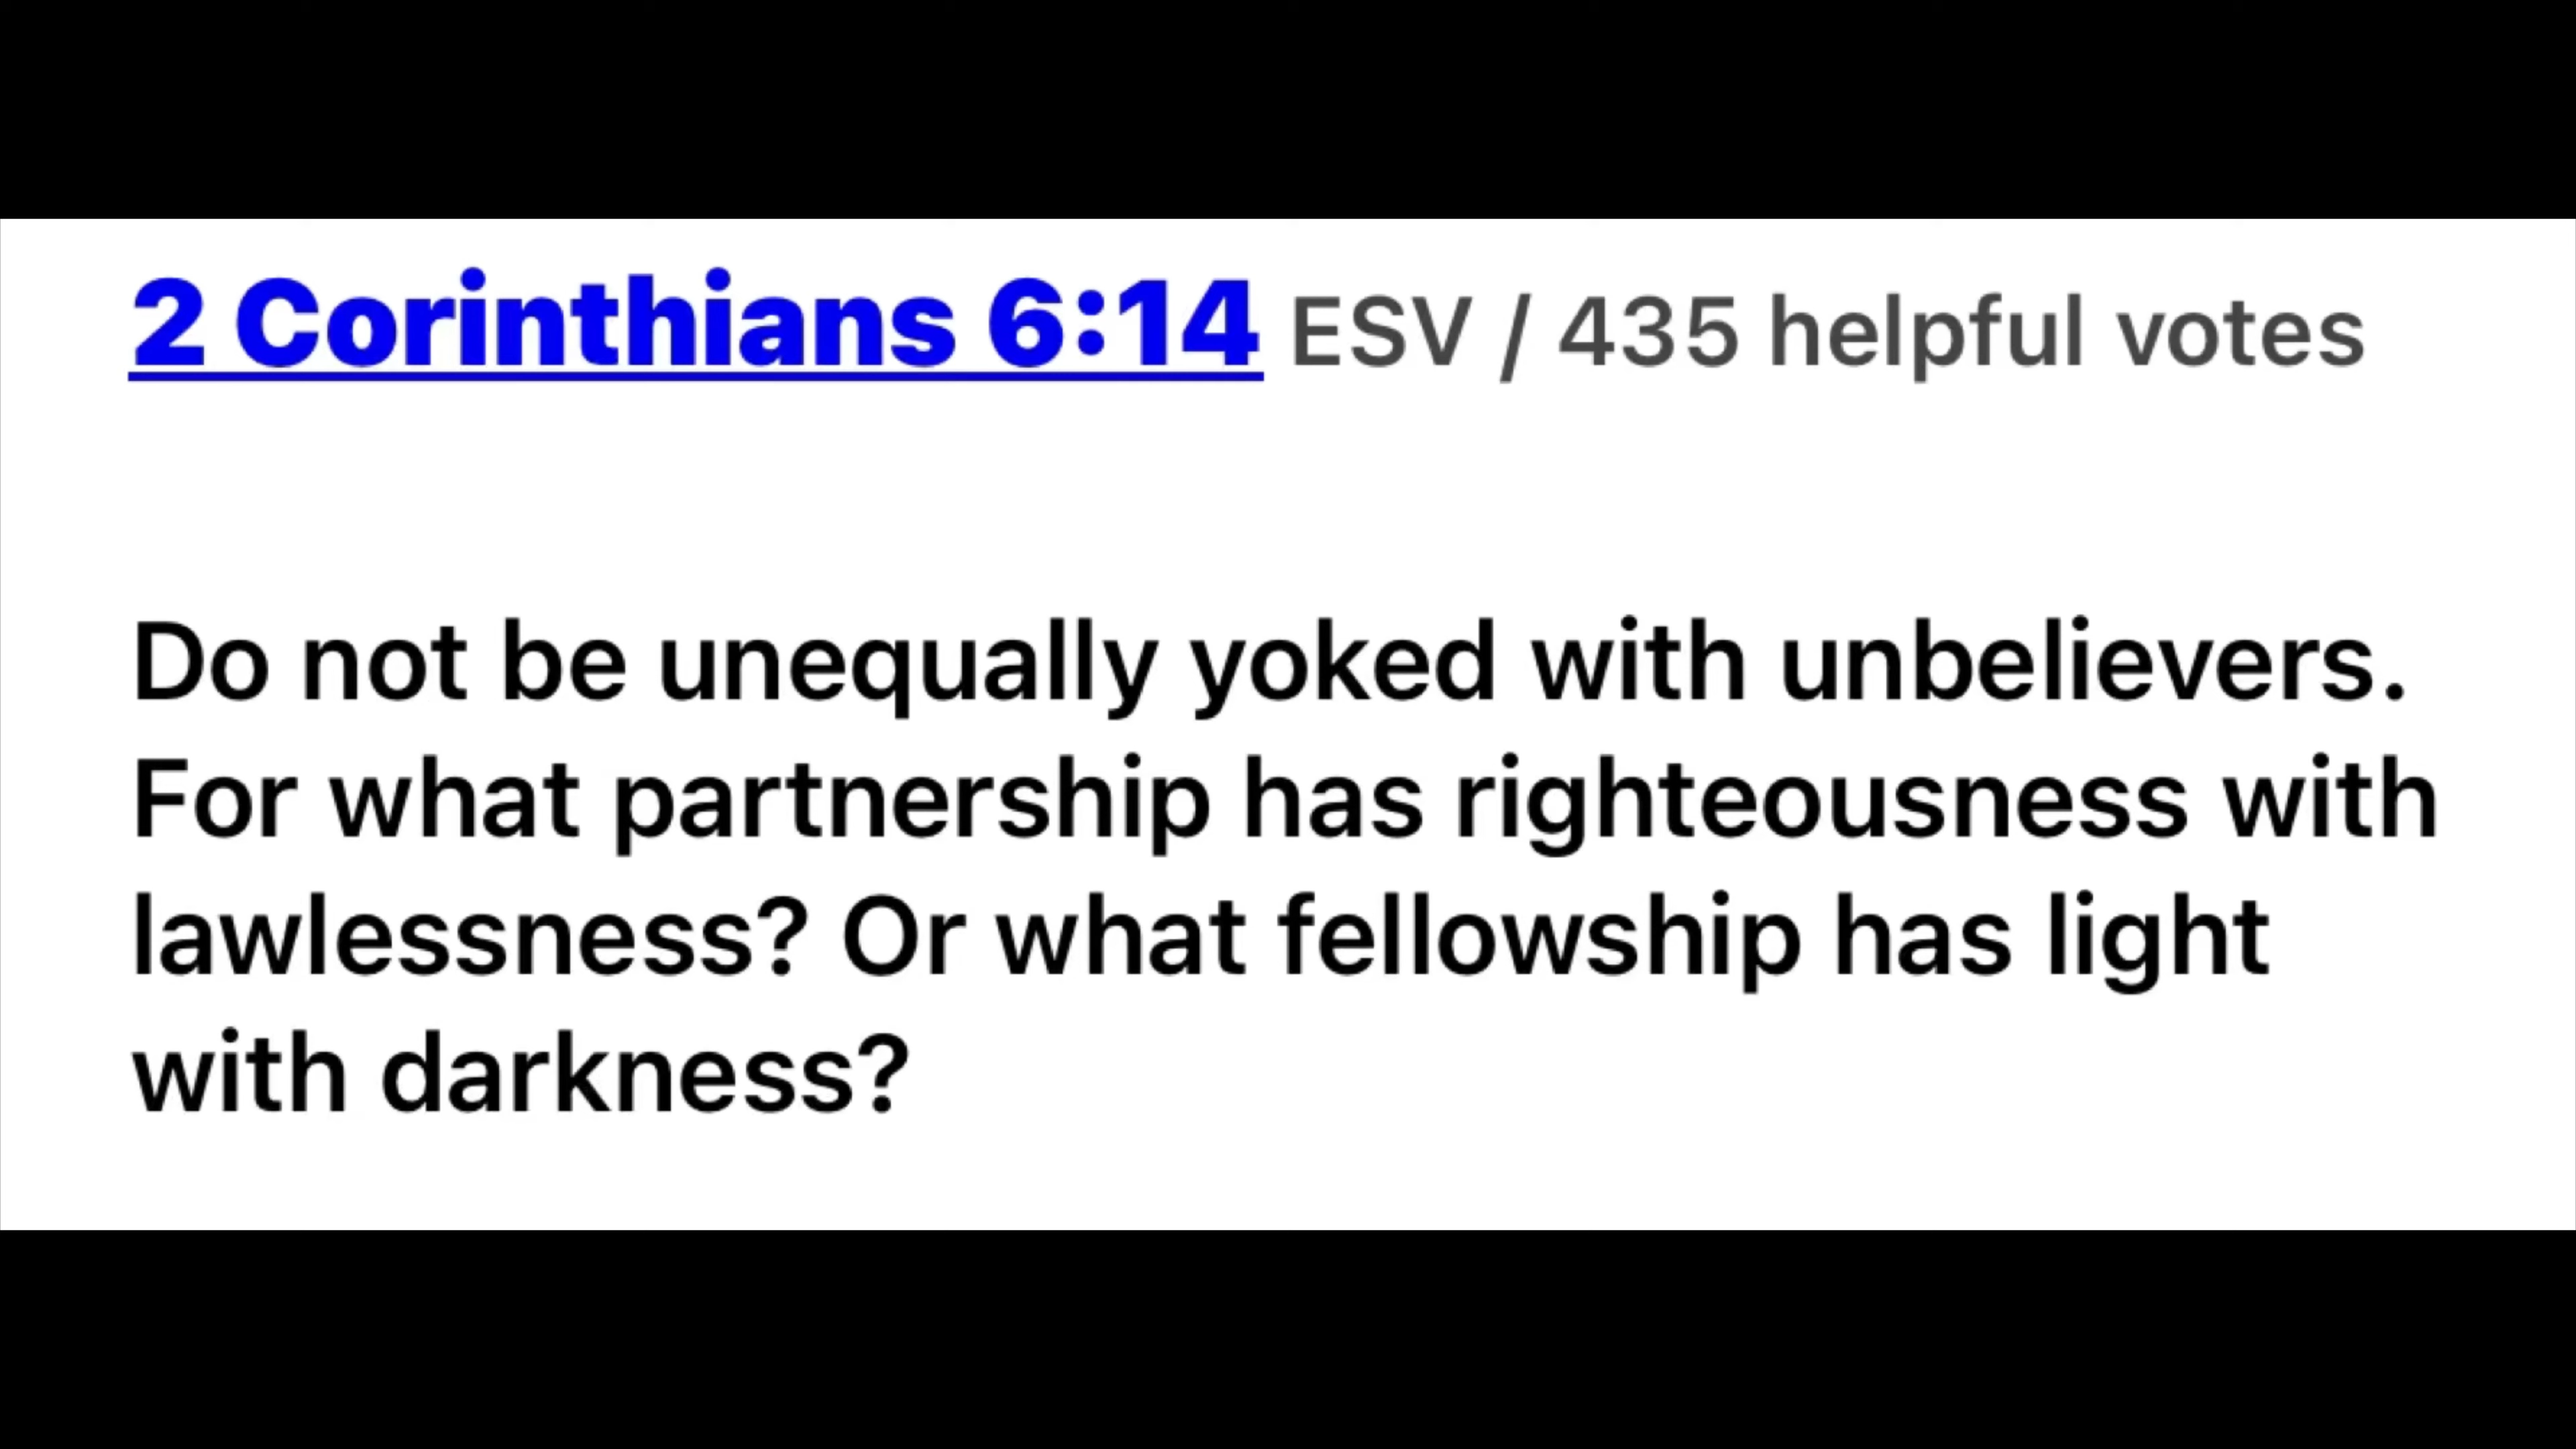 2 Corinthians 6:14 ESV / 435 helpful votes
Do not be unequally yoked with unbelievers.
For what partnership has righteousness with
lawlessness? Or what fellowship has light
with darkness?